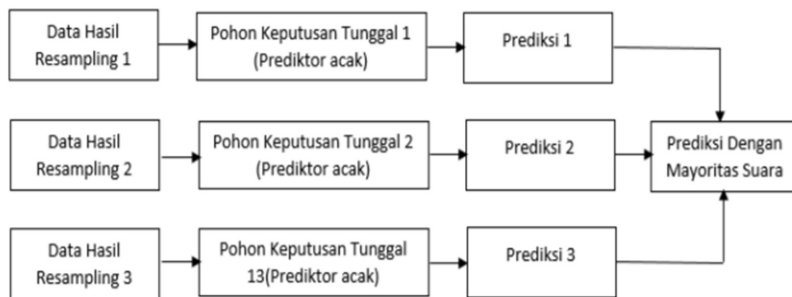 Data Hasil
Resampling 1
Pohon Keputusan Tunggal 1
(Prediktor acak)
Prediksi 1
Data Hasil
Resampling 2
Pohon Keputusan Tunggal 2
(Prediktor acak)
Prediksi 2
Prediksi Dengan
Mayoritas Suara
Data Hasil
Resampling 3
Pohon Keputusan Tunggal
13(Prediktor acak)
Prediksi 3